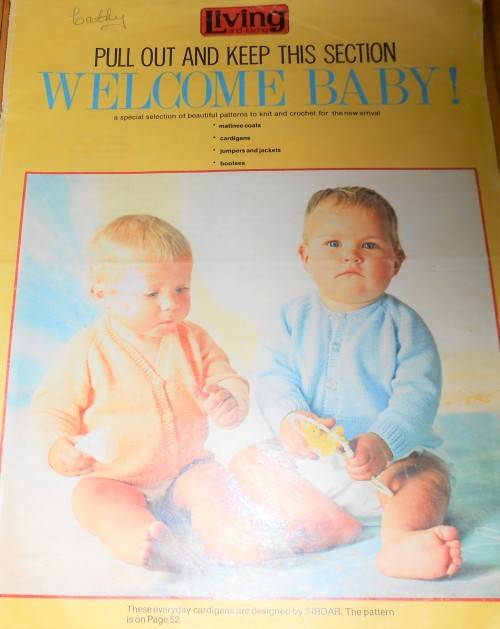 Cathy
Living
and loving
PULL OUT AND KEEP THIS SECTION
WELCOME BABY!
a special selection of beautiful patterns to knit and crochet for the new arrival
* matinee coats
* cardigans
* jumpers and jackets
* bootees
These everyday cardigans are designed by SIRDAR. The pattern
is on Page 52